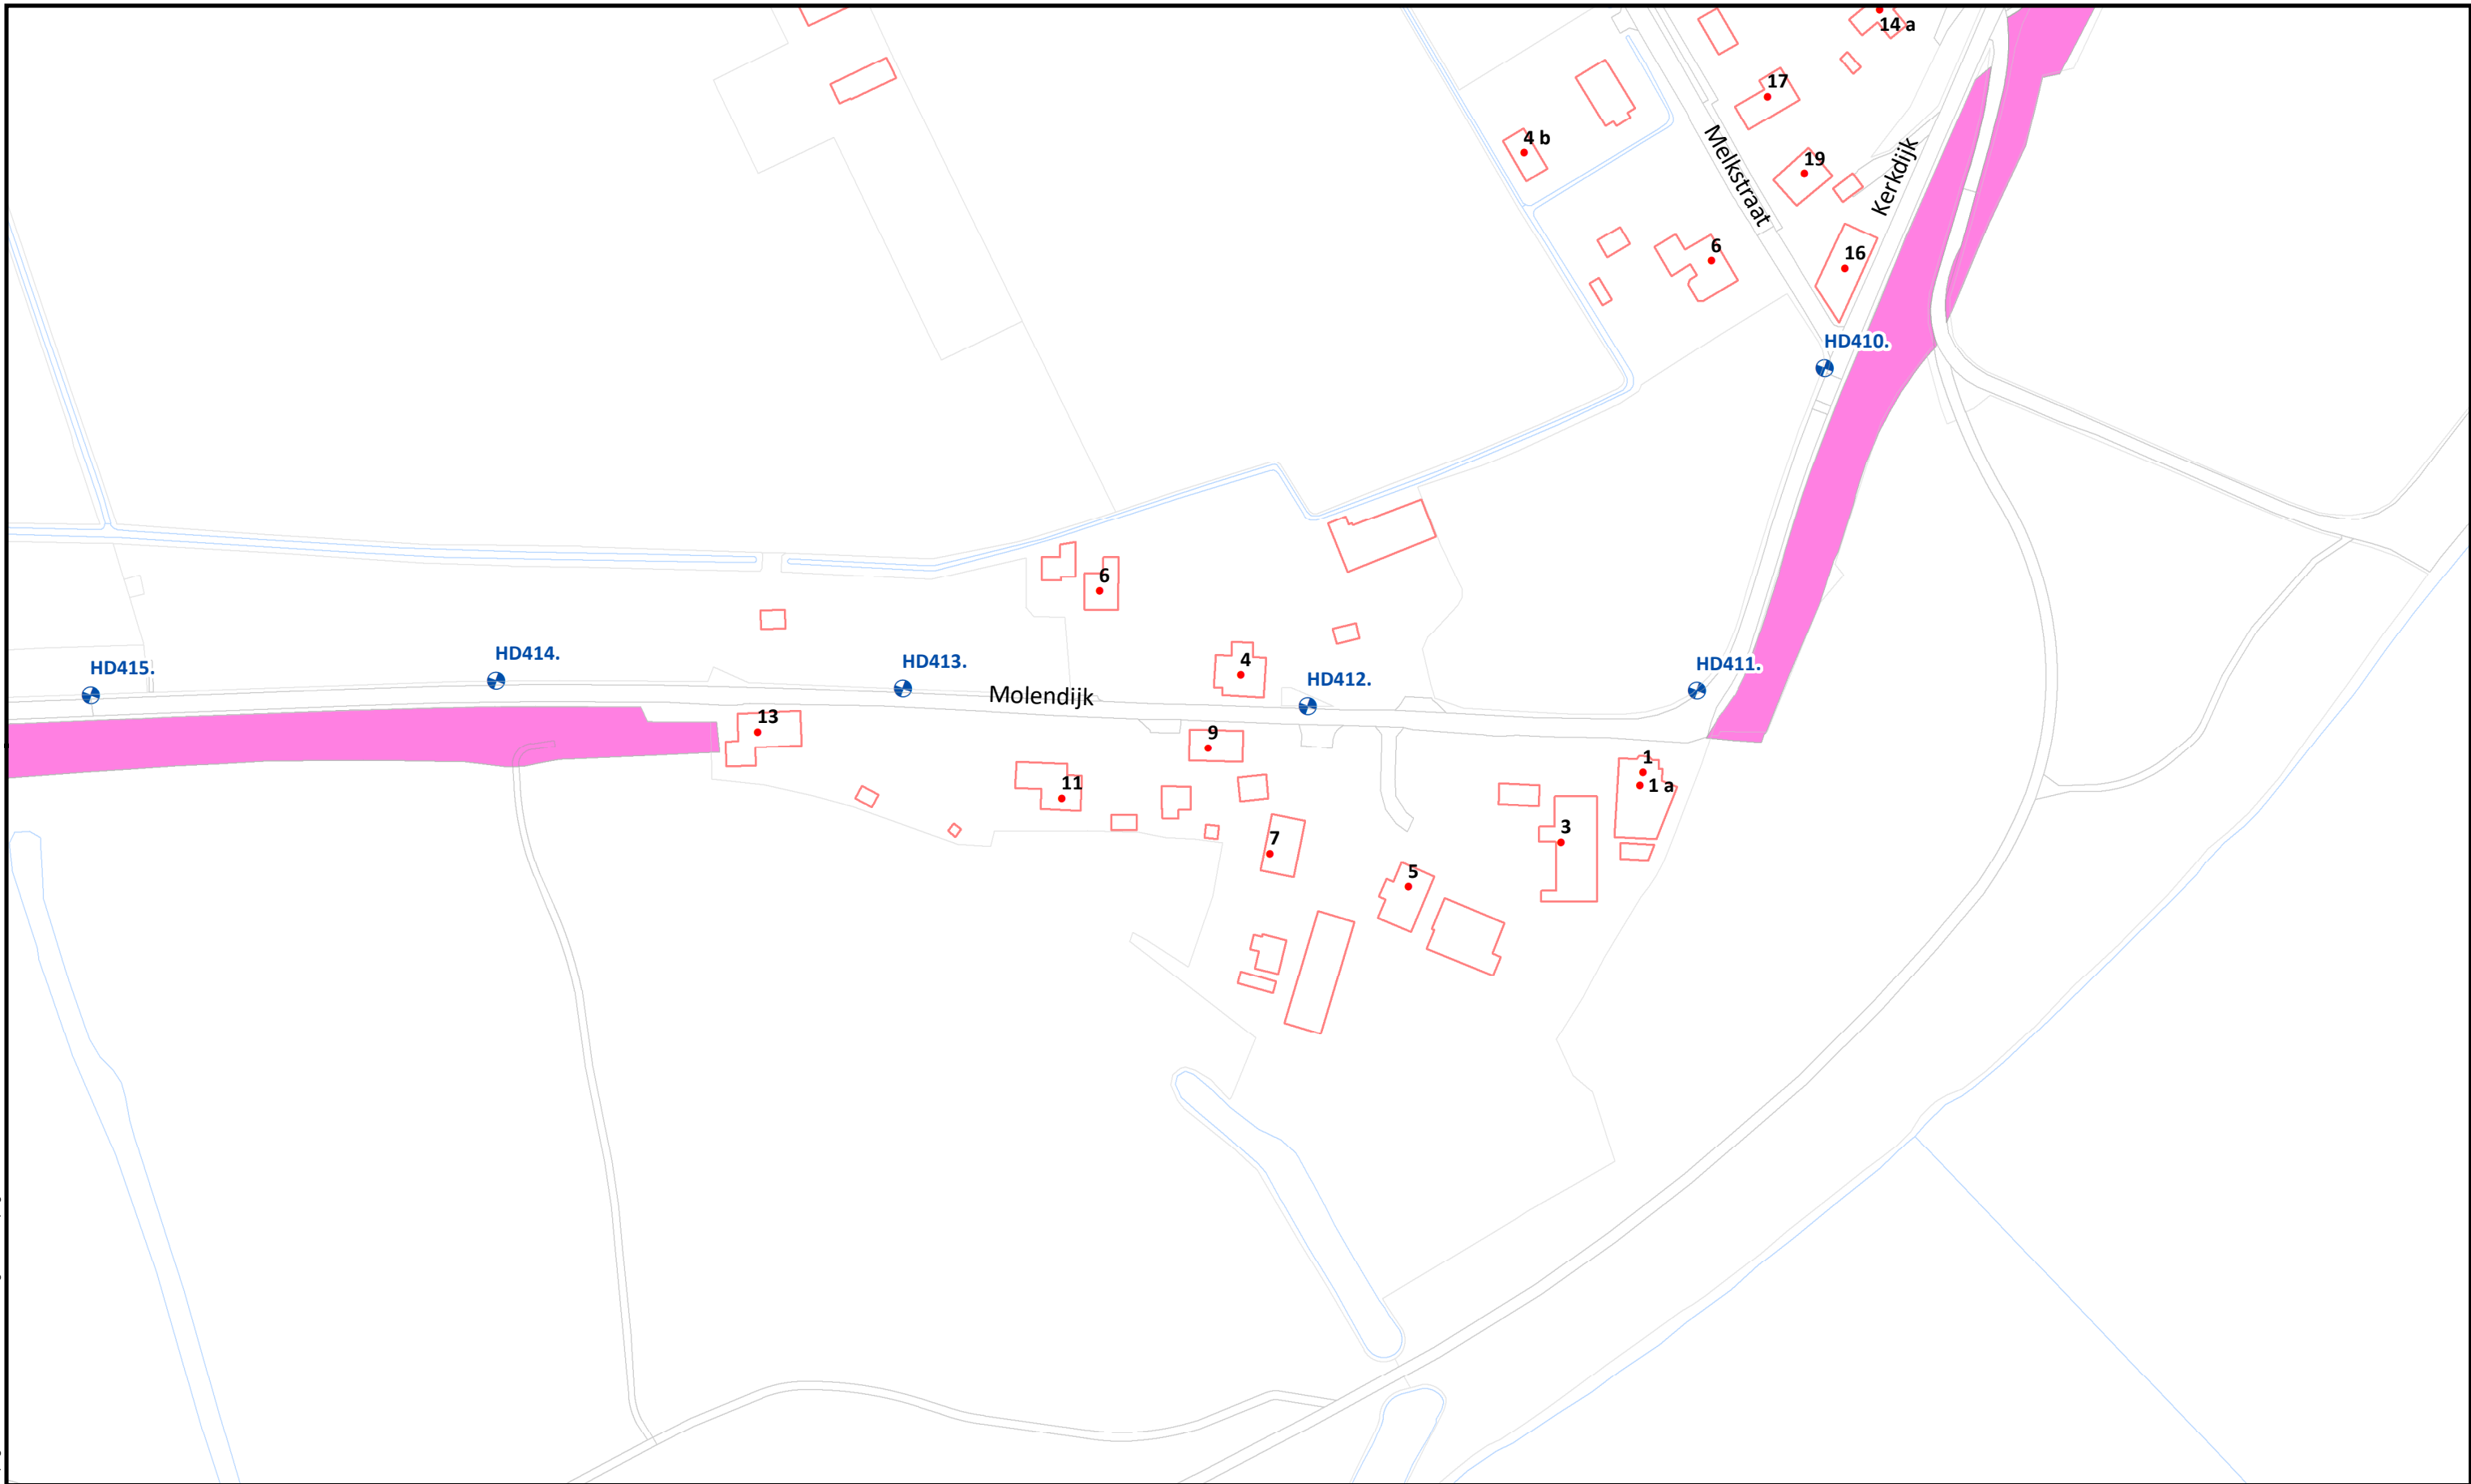 14 a
17
4 b
Melkstraat
19
Kerkdijk
6
16
HD410.
6
HD415.
HD414.
HD413.
4
HD412.
HD411.
Molendijk
13
9
11
1
1 a
7
3
5